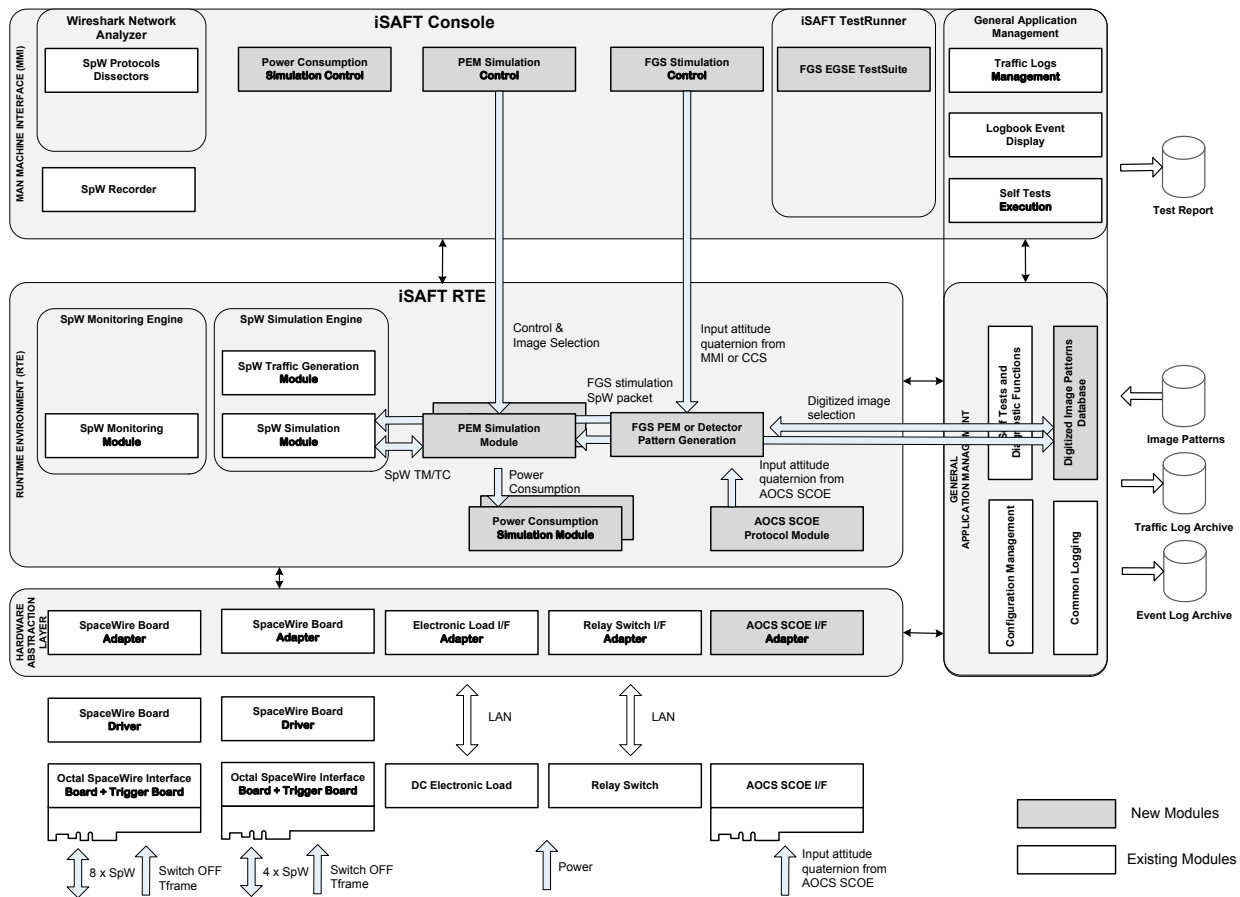 iSAFT Console
MAN MACHINE INTERFACE (MMI)
Wireshark Network
Analyzer
SpW Protocols
Dissectors
SpW Recorder
Power Consumption
Simulation Control
PEM Simulation
Control
FGS Stimulation
Control
iSAFT TestRunner
FGS EGSE TestSuite
General Application
Management
Traffic Logs
Management
Logbook Event
Display
Self Tests
Execution
Test Report
iSAFT RTE
RUNTIME ENVIRONMENT (RTE)
SpW Monitoring Engine
SpW Monitoring
Module
SpW Simulation Engine
SpW Traffic Generation
Module
SpW Simulation
Module
Control &
Image Selection
Input attitude
quaternion from
MMI or CCS
FGS stimulation
SpW packet
Digitized image
selection
PEM Simulation
Module
FGS PEM or Detector
Pattern Generation
SpW TM/TC
Power
Consumption
Input attitude
quaternion from
AOCS SCOE
Power Consumption
Simulation Module
AOCS SCOE
Protocol Module
GENERAL
APPLICATION MANAGEMENT
Self Tests and
Diagnostic Functions
Digitized Image Patterns
Database
Configuration Management
Common Logging
Image Patterns
Traffic Log Archive
Event Log Archive
HARDWARE
ABSTRACTION
LAYER
SpaceWire Board
Adapter
SpaceWire Board
Adapter
Electronic Load I/F
Adapter
Relay Switch I/F
Adapter
AOCS SCOE I/F
Adapter
SpaceWire Board
Driver
SpaceWire Board
Driver
LAN
LAN
Octal SpaceWire Interface
Board + Trigger Board
Octal SpaceWire Interface
Board + Trigger Board
DC Electronic Load
Relay Switch
AOCS SCOE I/F
8 x SpW
Switch OFF
Tframe
4 x SpW
Switch OFF
Tframe
Power
Input attitude
quaternion from
AOCS SCOE
New Modules
Existing Modules